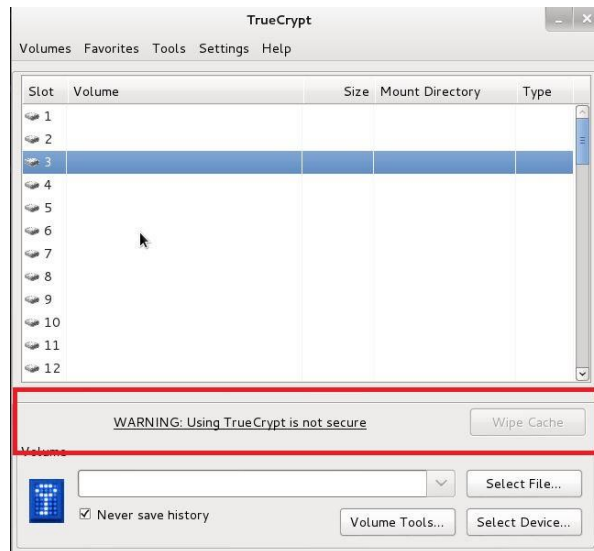 TrueCrypt
Volumes Favorites Tools Settings Help
Slot Volume Size Mount Directory Type
1
2
3
4
5
6
7
8
9
10
11
12
WARNING: Using TrueCrypt is not secure Wipe Cache
Volume
Select File...
Never save history
Volume Tools... Select Device...